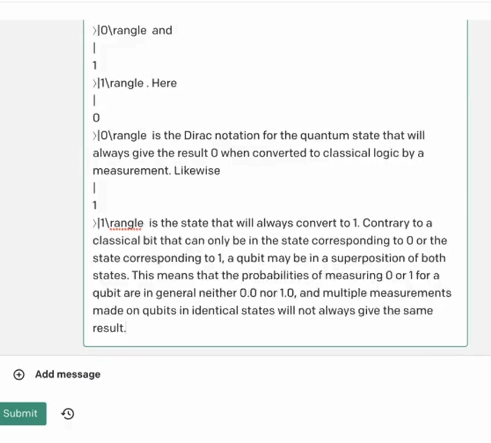 ⟩|0\rangle  and
|
1
⟩|1\rangle . Here
|
0
⟩|0\rangle  is the Dirac notation for the quantum state that will
always give the result 0 when converted to classical logic by a
measurement. Likewise
|
1
⟩|1\rangle  is the state that will always convert to 1. Contrary to a
classical bit that can only be in the state corresponding to 0 or the
state corresponding to 1, a qubit may be in a superposition of both
states. This means that the probabilities of measuring 0 or 1 for a
qubit are in general neither 0.0 nor 1.0, and multiple measurements
made on qubits in identical states will not always give the same
result.
Add message
Submit